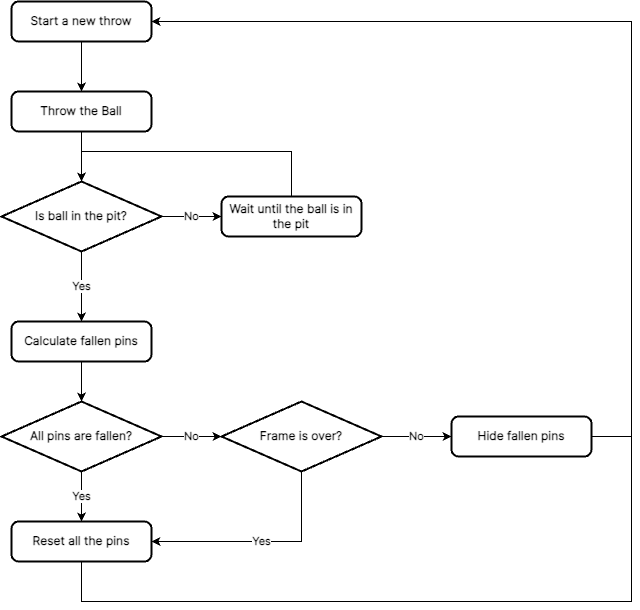 Start a new throw
Throw the Ball
Is ball in the pit?
No
Wait until the ball is in
the pit
Yes
Calculate fallen pins
All pins are fallen?
No
Frame is over?
No
Hide fallen pins
Yes
Reset all the pins
Yes